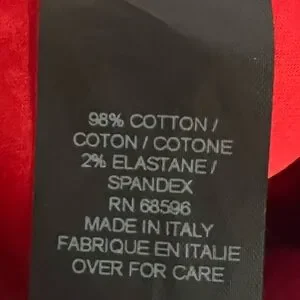 98% COTTON /
COTON / COTONE
2% ELASTANE /
SPANDEX
RN 68596
MADE IN ITALY
FABRIQUE EN ITALIE
OVER FOR CARE